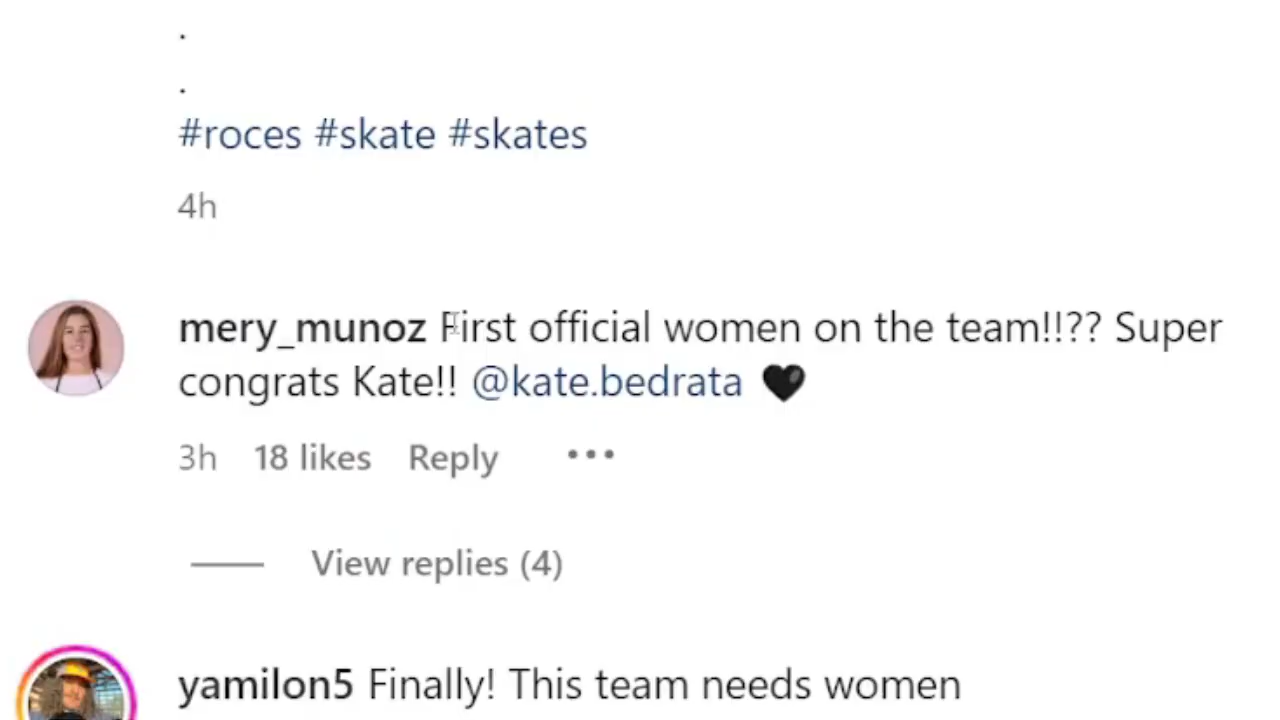 .
.
#roces #skate #skates
4h
mery_munoz First official women on the team!!?? Super
congrats Kate!! @kate.bedrata 🖤
3h 18 likes Reply •••
View replies (4)
yamilon5 Finally! This team needs women